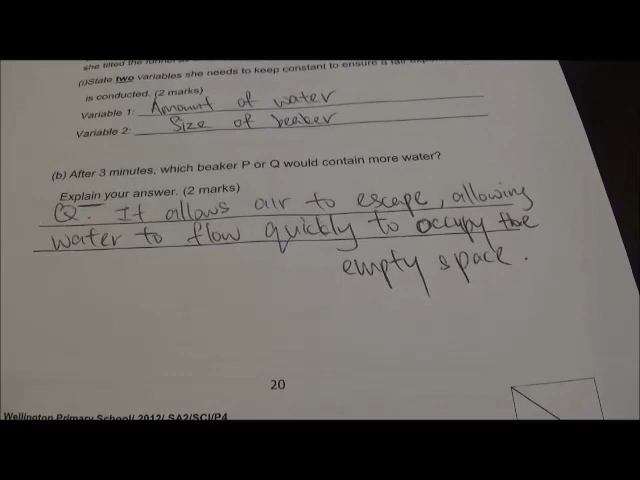 she tilted the funnel
(i)State two variables she needs to keep constant to ensure a fair
is conducted. (2 marks)
Variable 1: Amount of water
Variable 2: Size of beaker
(b) After 3 minutes, which beaker P or Q would contain more water?
Explain your answer. (2 marks)
Q. It allows air to escape, allowing
water to flow quickly to occupy the
empty space.
20
Wellington Primary School/ 2012/ SA2/SCI/P4